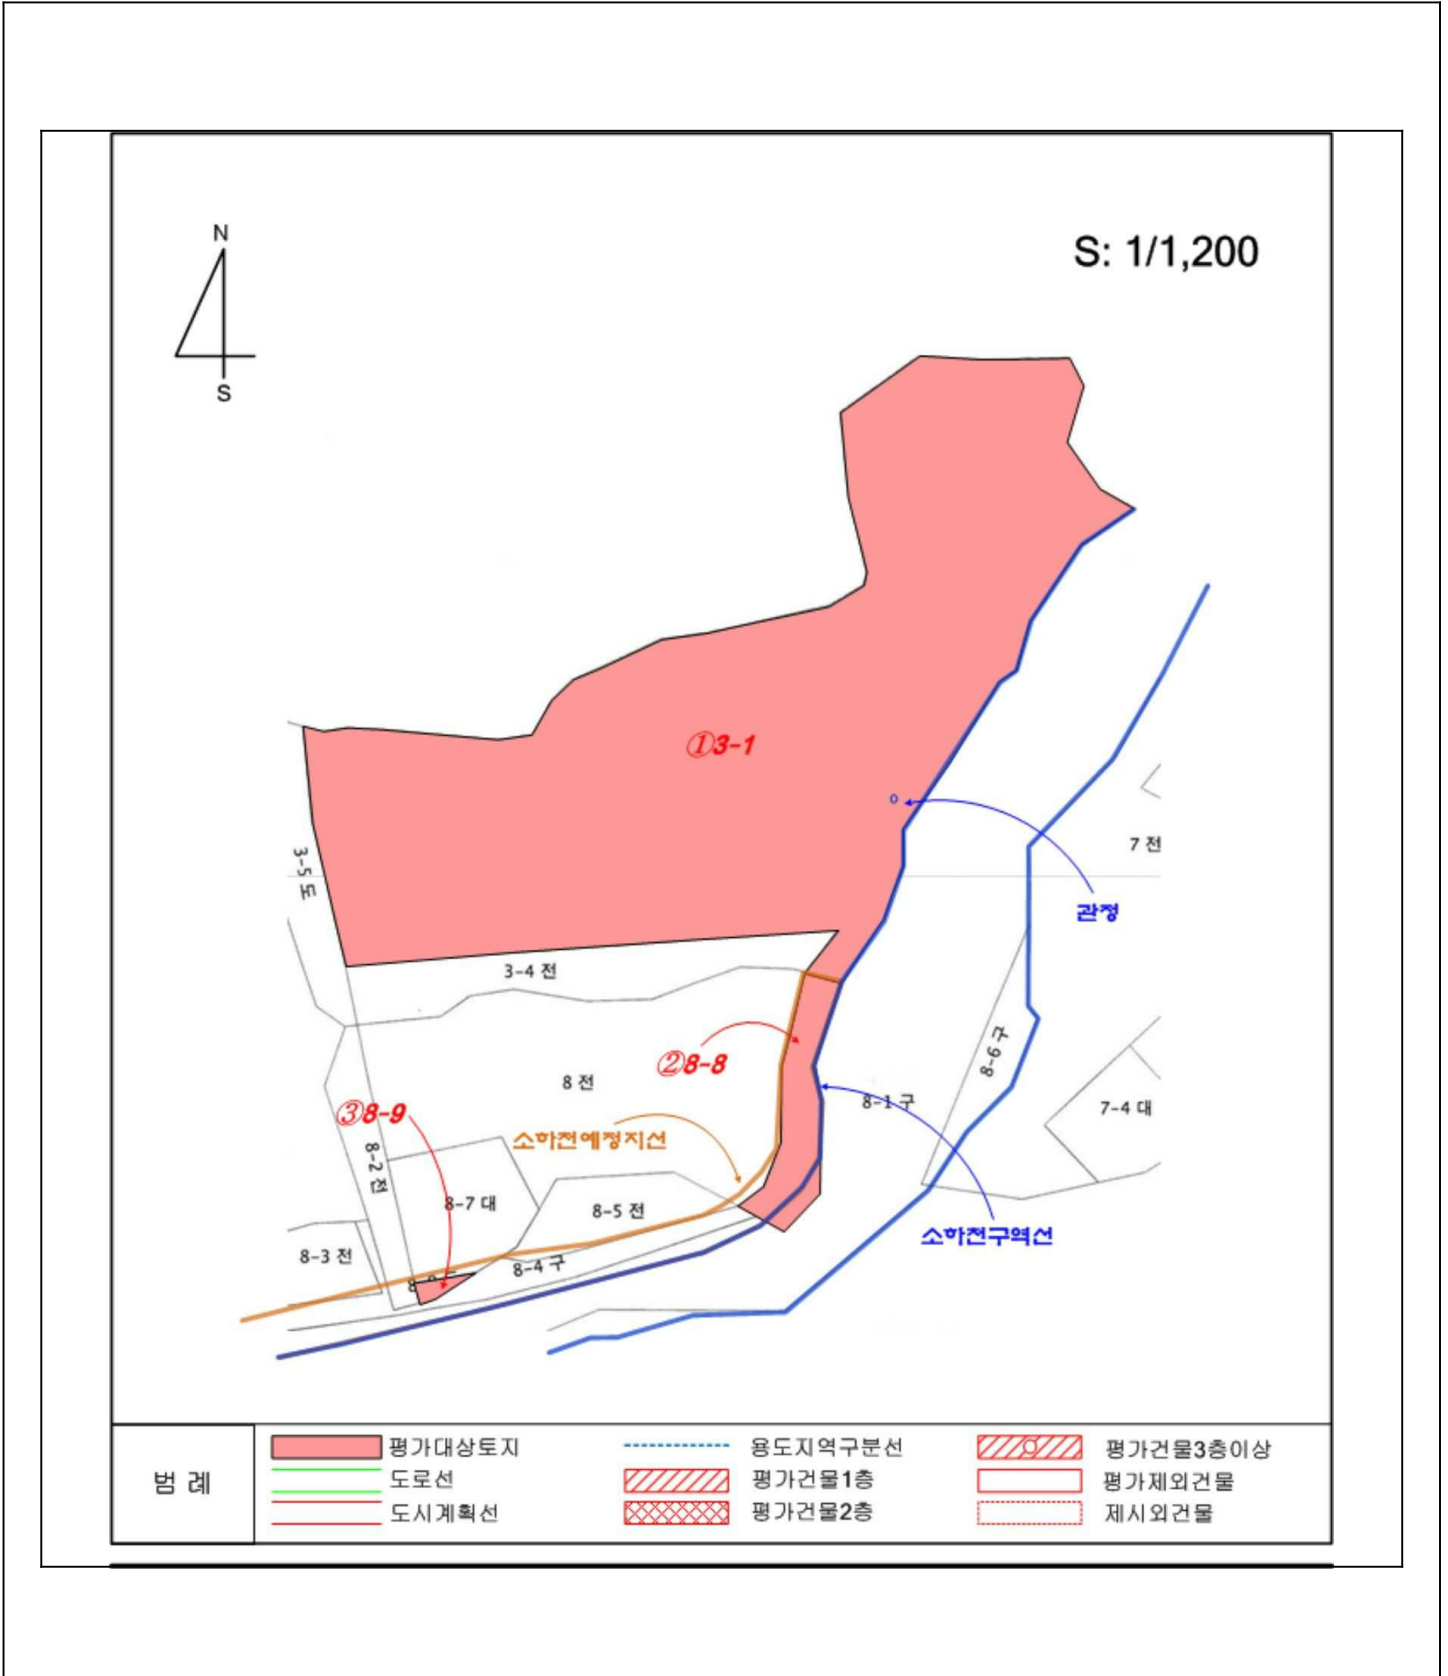 N
S: 1/1,200
S
①3-1
3-5 도
7 전
관정
3-4 전
②8-8
8 전
8-6 구
8-1 구
7-4 대
③8-9
소하천예정지선
8-2 전
8-7 대
8-5 전
소하천구역선
8-3 전
8-4 구
범 례
평가대상토지
용도지역구분선
평가건물3층이상
도로선
평가건물1층
평가제외건물
도시계획선
평가건물2층
제시외건물